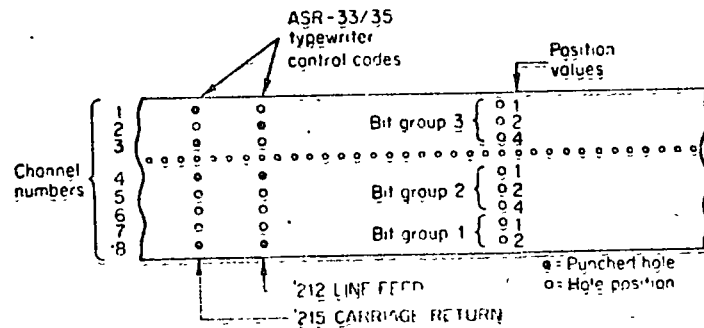 ASR-33/35
typewriter
control codes
Position
values
Channel
numbers
1
2
3
4
5
6
7
8
Bit group 3
1
2
4
Bit group 2
1
2
4
Bit group 1
1
2
= Punched hole
= Hole position
'212 LINE FEED
'215 CARRIAGE RETURN